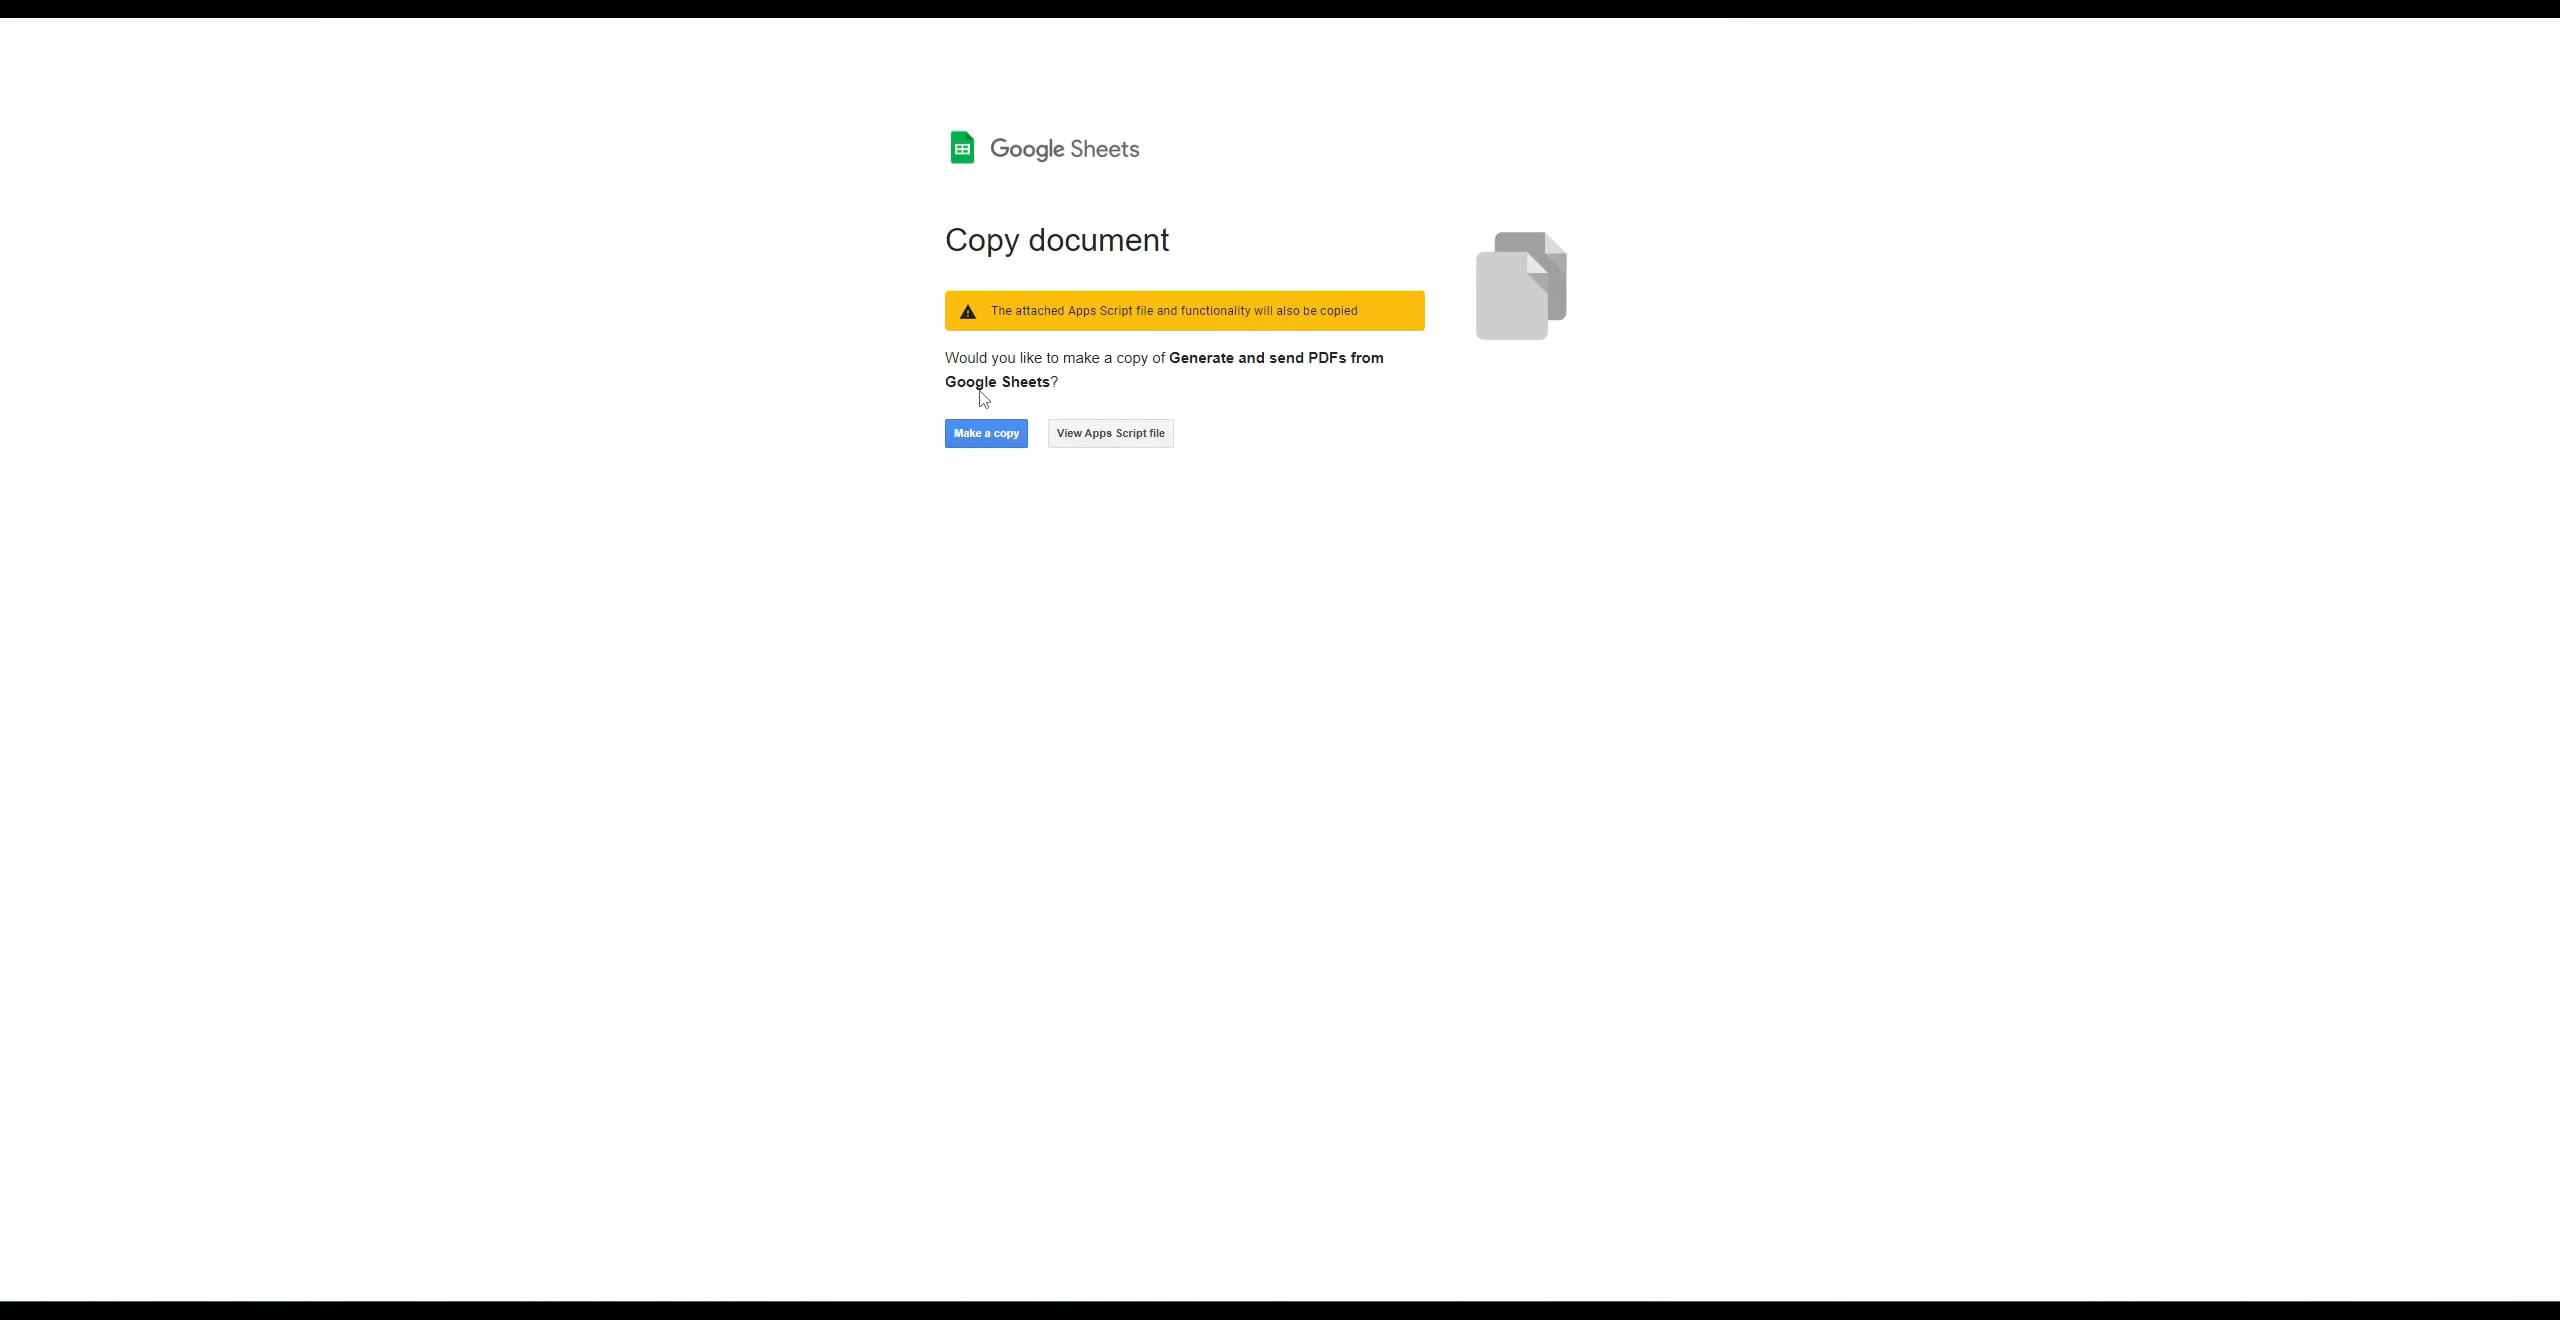 Google Sheets
Copy document
The attached Apps Script file and functionality will also be copied
Would you like to make a copy of Generate and send PDFs from
Google Sheets?
Make a copy
View Apps Script file